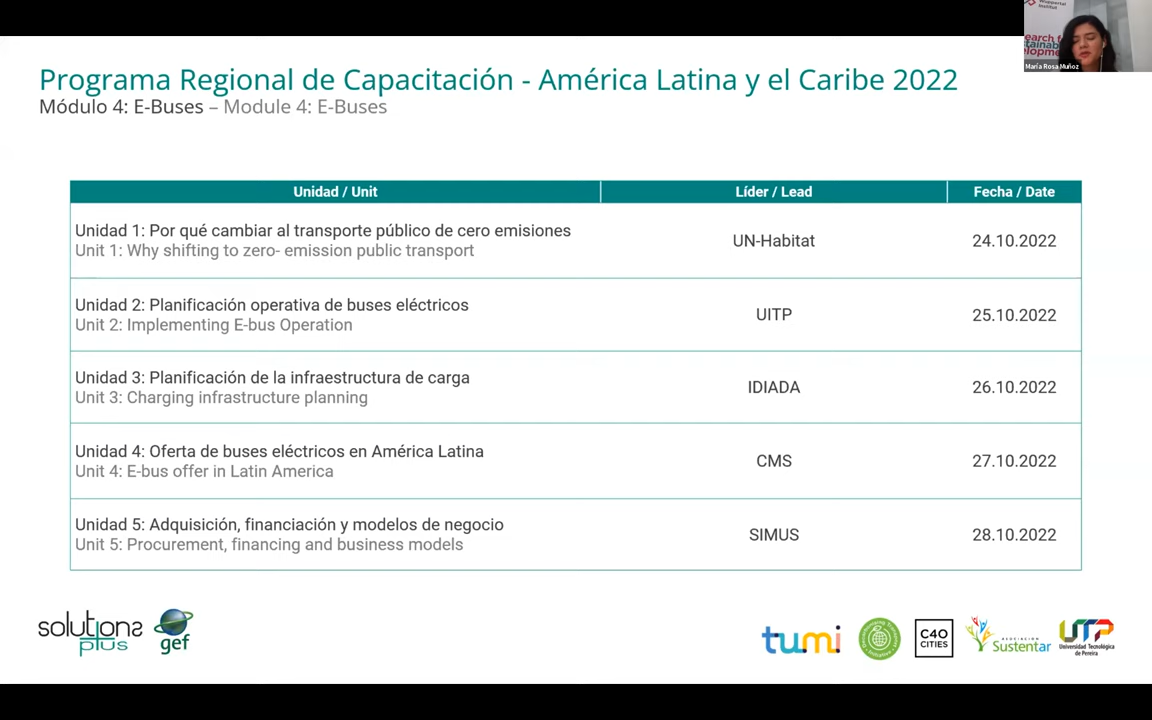 Wuppertal
Institut
María Rosa Muñoz
Programa Regional de Capacitación - América Latina y el Caribe 2022
Módulo 4: E-Buses – Module 4: E-Buses
Unidad / Unit Líder / Lead Fecha / Date
Unidad 1: Por qué cambiar al transporte público de cero emisiones
Unit 1: Why shifting to zero- emission public transport
UN-Habitat 24.10.2022
Unidad 2: Planificación operativa de buses eléctricos
Unit 2: Implementing E-bus Operation
UITP 25.10.2022
Unidad 3: Planificación de la infraestructura de carga
Unit 3: Charging infrastructure planning
IDIADA 26.10.2022
Unidad 4: Oferta de buses eléctricos en América Latina
Unit 4: E-bus offer in Latin America
CMS 27.10.2022
Unidad 5: Adquisición, financiación y modelos de negocio
Unit 5: Procurement, financing and business models
SIMUS 28.10.2022
solutions
plus
gef
tumi
C40
CITIES
ASOCIACIÓN
Sustentar
UTP
Universidad Tecnológica
de Pereira